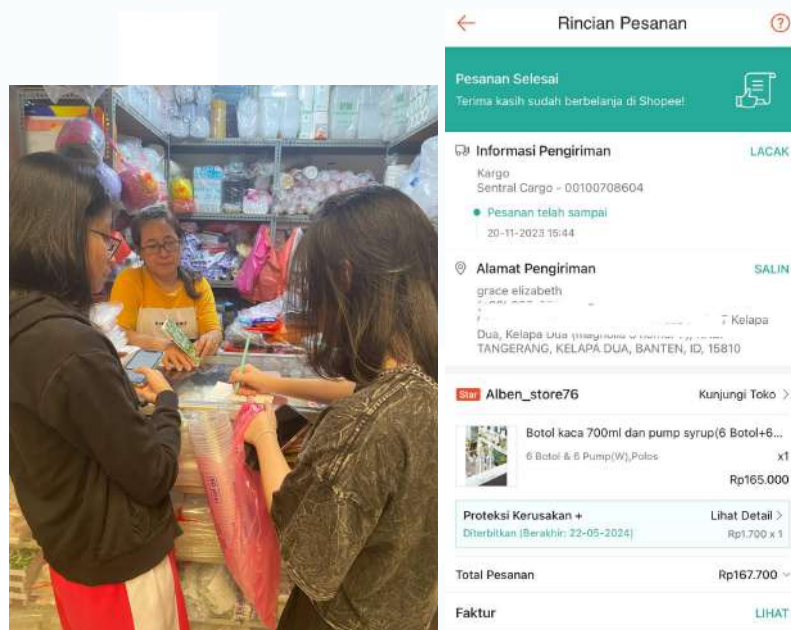 Rincian Pesanan
Pesanan Selesai
Terima kasih sudah berbelanja di Shopee!
Informasi Pengiriman LACAK
Kargo
Sentral Cargo - 00100708604
Pesanan telah sampai
20-11-2023 15:44
Alamat Pengiriman SALIN
grace elizabeth
7 Kelapa
Dua, Kelapa Dua
TANGERANG, KELAPA DUA, BANTEN, ID, 15810
Star Alben_store76 Kunjungi Toko >
Botol kaca 700ml dan pump syrup(6 Botol+6...
6 Botol & 6 Pump(W),Polos x1
Rp165.000
Proteksi Kerusakan + Lihat Detail >
Diterbitkan (Berakhir: 22-05-2024) Rp1.700 x 1
Total Pesanan Rp167.700
Faktur LIHAT